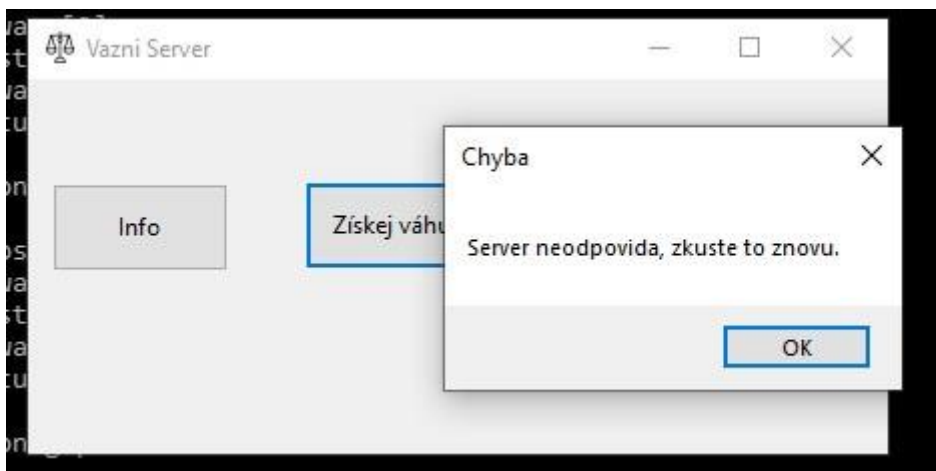 Vazni Server
Chyba
Info
Získej váhu
Server neodpovida, zkuste to znovu.
OK